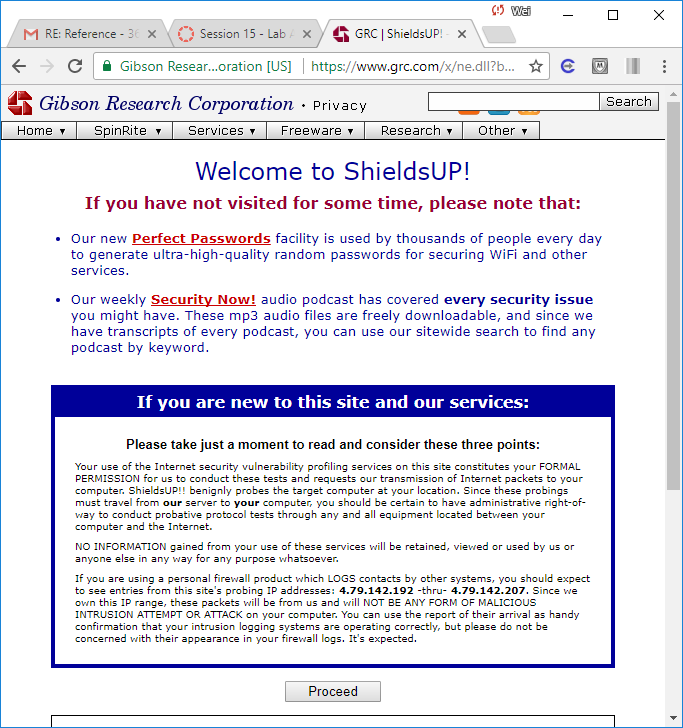 Wei
RE: Reference - 36
Session 15 - Lab A
GRC | ShieldsUP! -
Gibson Resear...oration [US] | https://www.grc.com/x/ne.dll?b...
Gibson Research Corporation · Privacy
Search
Home ▾ SpinRite ▾ Services ▾ Freeware ▾ Research ▾ Other ▾
Welcome to ShieldsUP!
If you have not visited for some time, please note that:
• Our new Perfect Passwords facility is used by thousands of people every day
to generate ultra-high-quality random passwords for securing WiFi and other
services.
• Our weekly Security Now! audio podcast has covered every security issue
you might have. These mp3 audio files are freely downloadable, and since we
have transcripts of every podcast, you can use our sitewide search to find any
podcast by keyword.
If you are new to this site and our services:
Please take just a moment to read and consider these three points:
Your use of the Internet security vulnerability profiling services on this site constitutes your FORMAL
PERMISSION for us to conduct these tests and requests our transmission of Internet packets to your
computer. ShieldsUP!! benignly probes the target computer at your location. Since these probings
must travel from our server to your computer, you should be certain to have administrative right-of-
way to conduct probative protocol tests through any and all equipment located between your
computer and the Internet.
NO INFORMATION gained from your use of these services will be retained, viewed or used by us or
anyone else in any way for any purpose whatsoever.
If you are using a personal firewall product which LOGS contacts by other systems, you should expect
to see entries from this site's probing IP addresses: 4.79.142.192 -thru- 4.79.142.207. Since we
own this IP range, these packets will be from us and will NOT BE ANY FORM OF MALICIOUS
INTRUSION ATTEMPT OR ATTACK on your computer. You can use the report of their arrival as handy
confirmation that your intrusion logging systems are operating correctly, but please do not be
concerned with their appearance in your firewall logs. It's expected.
Proceed